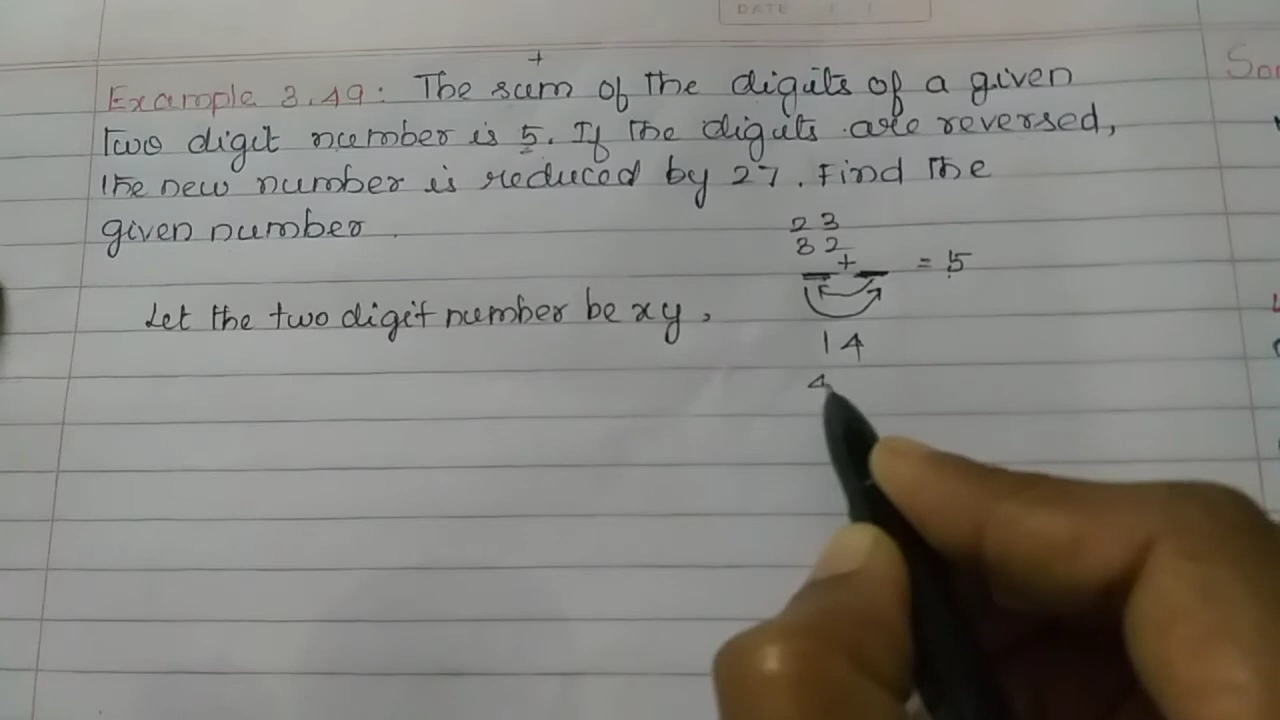 DATE
Example 3.49: The sum of the digits of a given
two digit number is 5. If the digits are reversed,
the new number is reduced by 27. Find the
given number.
2 3
3 2
+
= 5
Let the two digit number be xy,
1 4
4